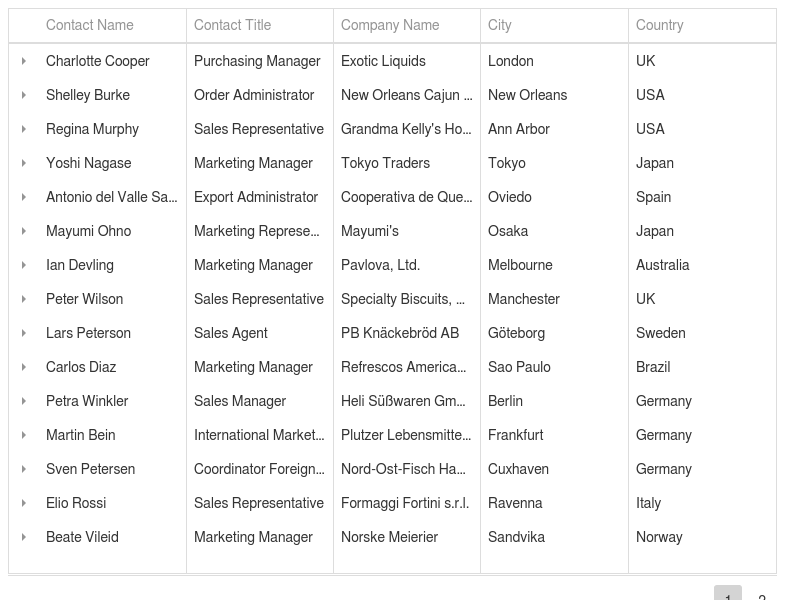 Contact Name Contact Title Company Name City Country
Charlotte Cooper Purchasing Manager Exotic Liquids London UK
Shelley Burke Order Administrator New Orleans Cajun ... New Orleans USA
Regina Murphy Sales Representative Grandma Kelly's Ho... Ann Arbor USA
Yoshi Nagase Marketing Manager Tokyo Traders Tokyo Japan
Antonio del Valle Sa... Export Administrator Cooperativa de Que... Oviedo Spain
Mayumi Ohno Marketing Represe... Mayumi's Osaka Japan
Ian Devling Marketing Manager Pavlova, Ltd. Melbourne Australia
Peter Wilson Sales Representative Specialty Biscuits, ... Manchester UK
Lars Peterson Sales Agent PB Knäckebröd AB Göteborg Sweden
Carlos Diaz Marketing Manager Refrescos America... Sao Paulo Brazil
Petra Winkler Sales Manager Heli Süßwaren Gm... Berlin Germany
Martin Bein International Market... Plutzer Lebensmitte... Frankfurt Germany
Sven Petersen Coordinator Foreign... Nord-Ost-Fisch Ha... Cuxhaven Germany
Elio Rossi Sales Representative Formaggi Fortini s.r.l. Ravenna Italy
Beate Vileid Marketing Manager Norske Meierier Sandvika Norway
1 2